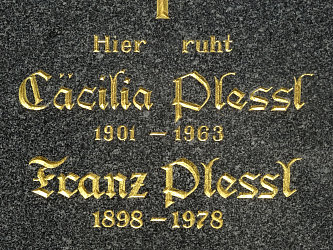 Hier ruht
Cäcilia Plessl
1901 – 1963
Franz Plessl
1898 – 1978